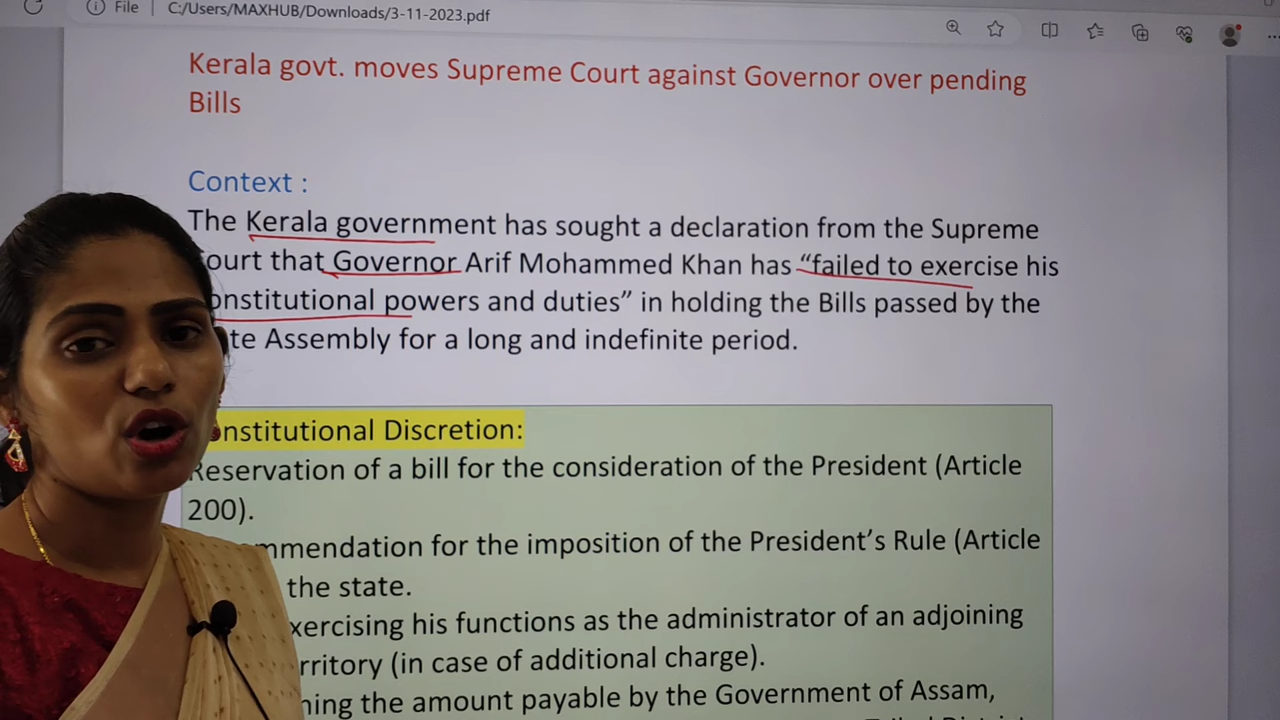 File C:/Users/MAXHUB/Downloads/3-11-2023.pdf
Kerala govt. moves Supreme Court against Governor over pending
Bills
Context :
The Kerala government has sought a declaration from the Supreme
ourt that Governor Arif Mohammed Khan has “failed to exercise his
onstitutional powers and duties” in holding the Bills passed by the
te Assembly for a long and indefinite period.
nstitutional Discretion:
Reservation of a bill for the consideration of the President (Article
200).
mmendation for the imposition of the President’s Rule (Article
the state.
xercising his functions as the administrator of an adjoining
rritory (in case of additional charge).
ning the amount payable by the Government of Assam,